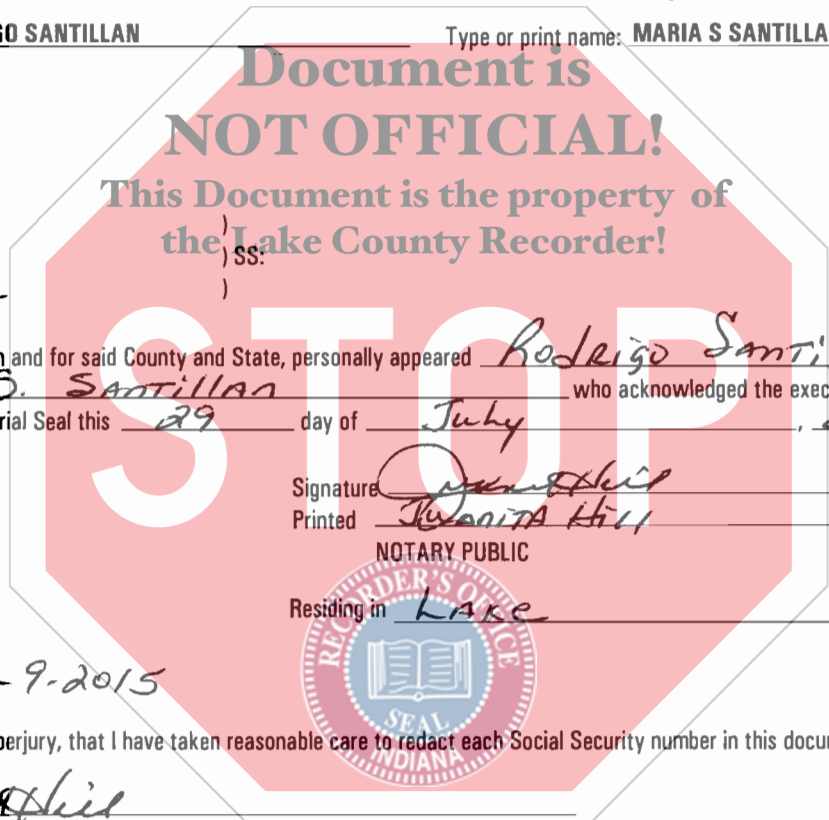 GO SANTILLAN Type or print name: MARIA S SANTILLA
Document is
NOT OFFICIAL!
This Document is the property of
the Lake County Recorder!
)
) SS:
)
STOP
n and for said County and State, personally appeared Rodrigo Santi
S. Santillan who acknowledged the exec
rial Seal this 29 day of July ,
Signature
Printed Juanita Hill
NOTARY PUBLIC
Residing in Lake
RECORDER'S OFFICE
SEAL
INDIANA
-9-2015
perjury, that I have taken reasonable care to redact each Social Security number in this docu
Hill